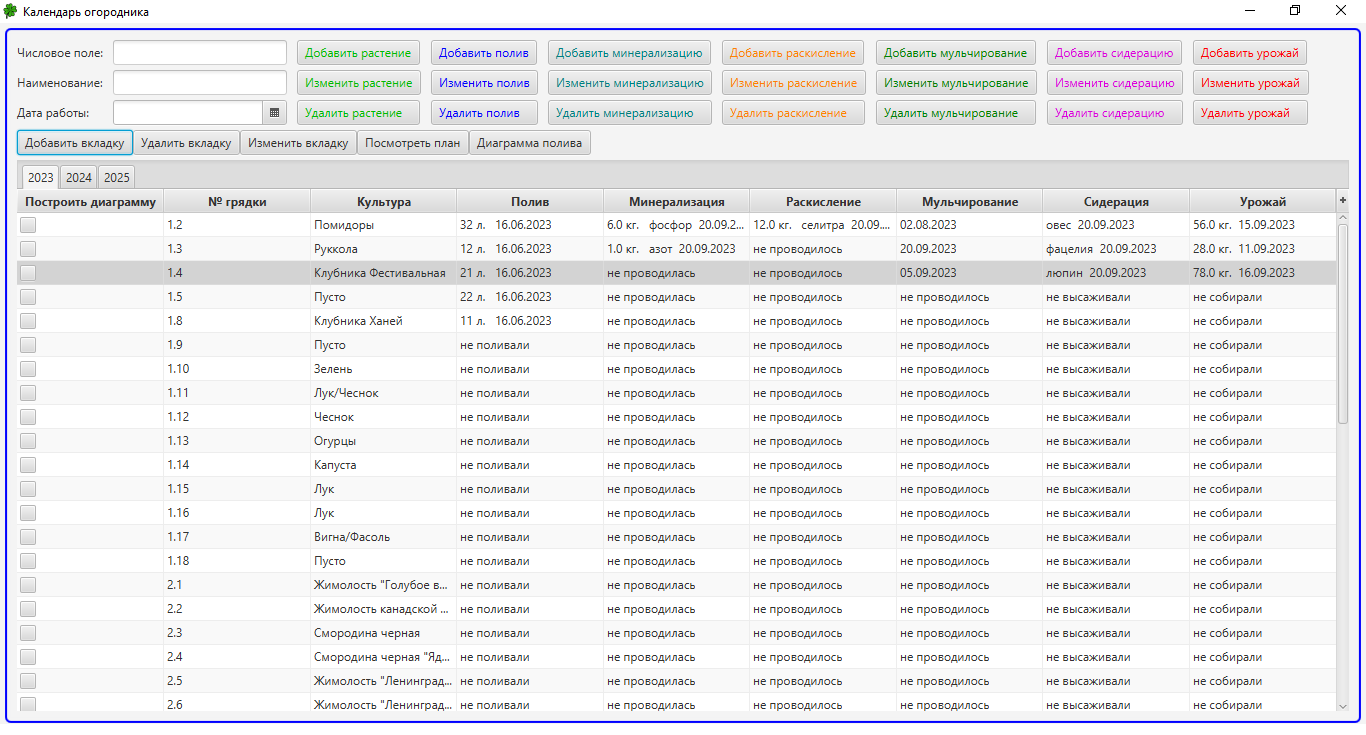 Календарь огородника
Числовое поле: Добавить растение Добавить полив Добавить минерализацию Добавить раскисление Добавить мульчирование Добавить сидерацию Добавить урожай
Наименование: Изменить растение Изменить полив Изменить минерализацию Изменить раскисление Изменить мульчирование Изменить сидерацию Изменить урожай
Дата работы: Удалить растение Удалить полив Удалить минерализацию Удалить раскисление Удалить мульчирование Удалить сидерацию Удалить урожай
Добавить вкладку Удалить вкладку Изменить вкладку Посмотреть план Диаграмма полива
2023 2024 2025
Построить диаграмму № грядки Культура Полив Минерализация Раскисление Мульчирование Сидерация Урожай +
1.2 Помидоры 32 л. 16.06.2023 6.0 кг. фосфор 20.09.2... 12.0 кг. селитра 20.09.... 02.08.2023 овес 20.09.2023 56.0 кг. 15.09.2023
1.3 Руккола 12 л. 16.06.2023 1.0 кг. азот 20.09.2023 не проводилось 20.09.2023 фацелия 20.09.2023 28.0 кг. 11.09.2023
1.4 Клубника Фестивальная 21 л. 16.06.2023 не проводилась не проводилось 05.09.2023 люпин 20.09.2023 78.0 кг. 16.09.2023
1.5 Пусто 22 л. 16.06.2023 не проводилась не проводилось не проводилось не высаживали не собирали
1.8 Клубника Ханей 11 л. 16.06.2023 не проводилась не проводилось не проводилось не высаживали не собирали
1.9 Пусто не поливали не проводилась не проводилось не проводилось не высаживали не собирали
1.10 Зелень не поливали не проводилась не проводилось не проводилось не высаживали не собирали
1.11 Лук/Чеснок не поливали не проводилась не проводилось не проводилось не высаживали не собирали
1.12 Чеснок не поливали не проводилась не проводилось не проводилось не высаживали не собирали
1.13 Огурцы не поливали не проводилась не проводилось не проводилось не высаживали не собирали
1.14 Капуста не поливали не проводилась не проводилось не проводилось не высаживали не собирали
1.15 Лук не поливали не проводилась не проводилось не проводилось не высаживали не собирали
1.16 Лук не поливали не проводилась не проводилось не проводилось не высаживали не собирали
1.17 Вигна/Фасоль не поливали не проводилась не проводилось не проводилось не высаживали не собирали
1.18 Пусто не поливали не проводилась не проводилось не проводилось не высаживали не собирали
2.1 Жимолость "Голубое в... не поливали не проводилась не проводилось не проводилось не высаживали не собирали
2.2 Жимолость канадской ... не поливали не проводилась не проводилось не проводилось не высаживали не собирали
2.3 Смородина черная не поливали не проводилась не проводилось не проводилось не высаживали не собирали
2.4 Смородина черная "Яд... не поливали не проводилась не проводилось не проводилось не высаживали не собирали
2.5 Жимолость "Ленинград... не поливали не проводилась не проводилось не проводилось не высаживали не собирали
2.6 Жимолость "Ленинград... не поливали не проводилась не проводилось не проводилось не высаживали не собирали